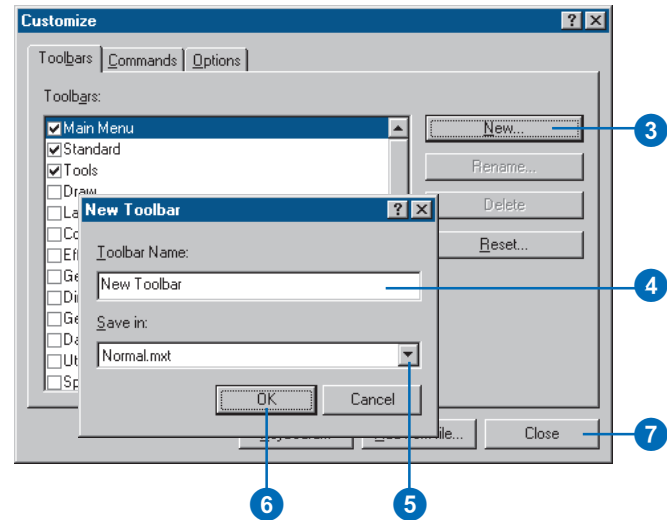 Customize
Toolbars Commands Options
Toolbars:
Main Menu
Standard
Tools
Draw
New...
3
Rename...
Delete
Reset...
New Toolbar
Toolbar Name:
New Toolbar
4
Save in:
Normal.mxt
OK Cancel
Close
7
6
5